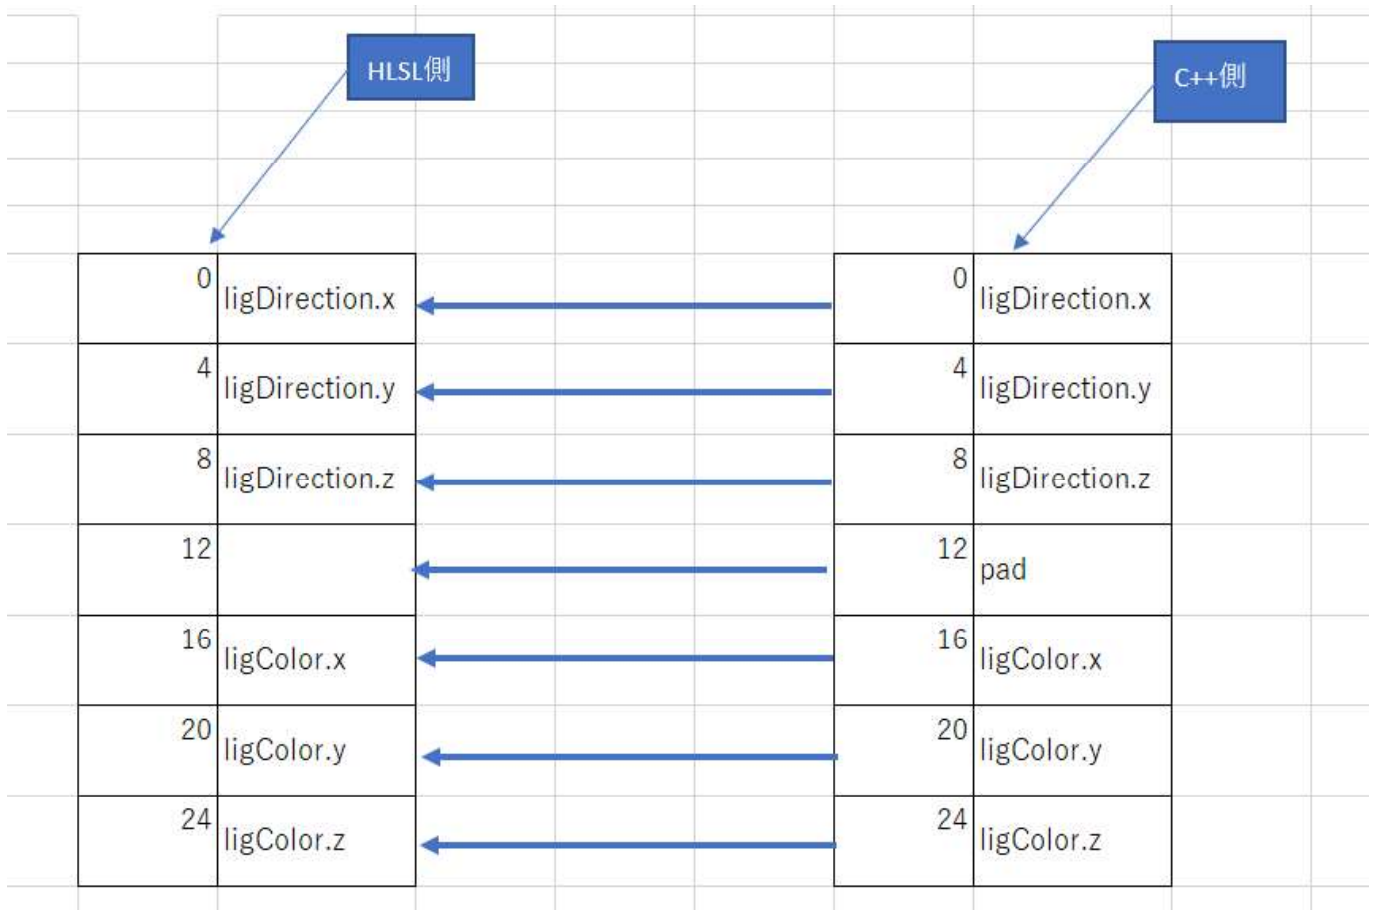 HLSL側 C++側
0 ligDirection.x 0 ligDirection.x
4 ligDirection.y 4 ligDirection.y
8 ligDirection.z 8 ligDirection.z
12 12 pad
16 ligColor.x 16 ligColor.x
20 ligColor.y 20 ligColor.y
24 ligColor.z 24 ligColor.z